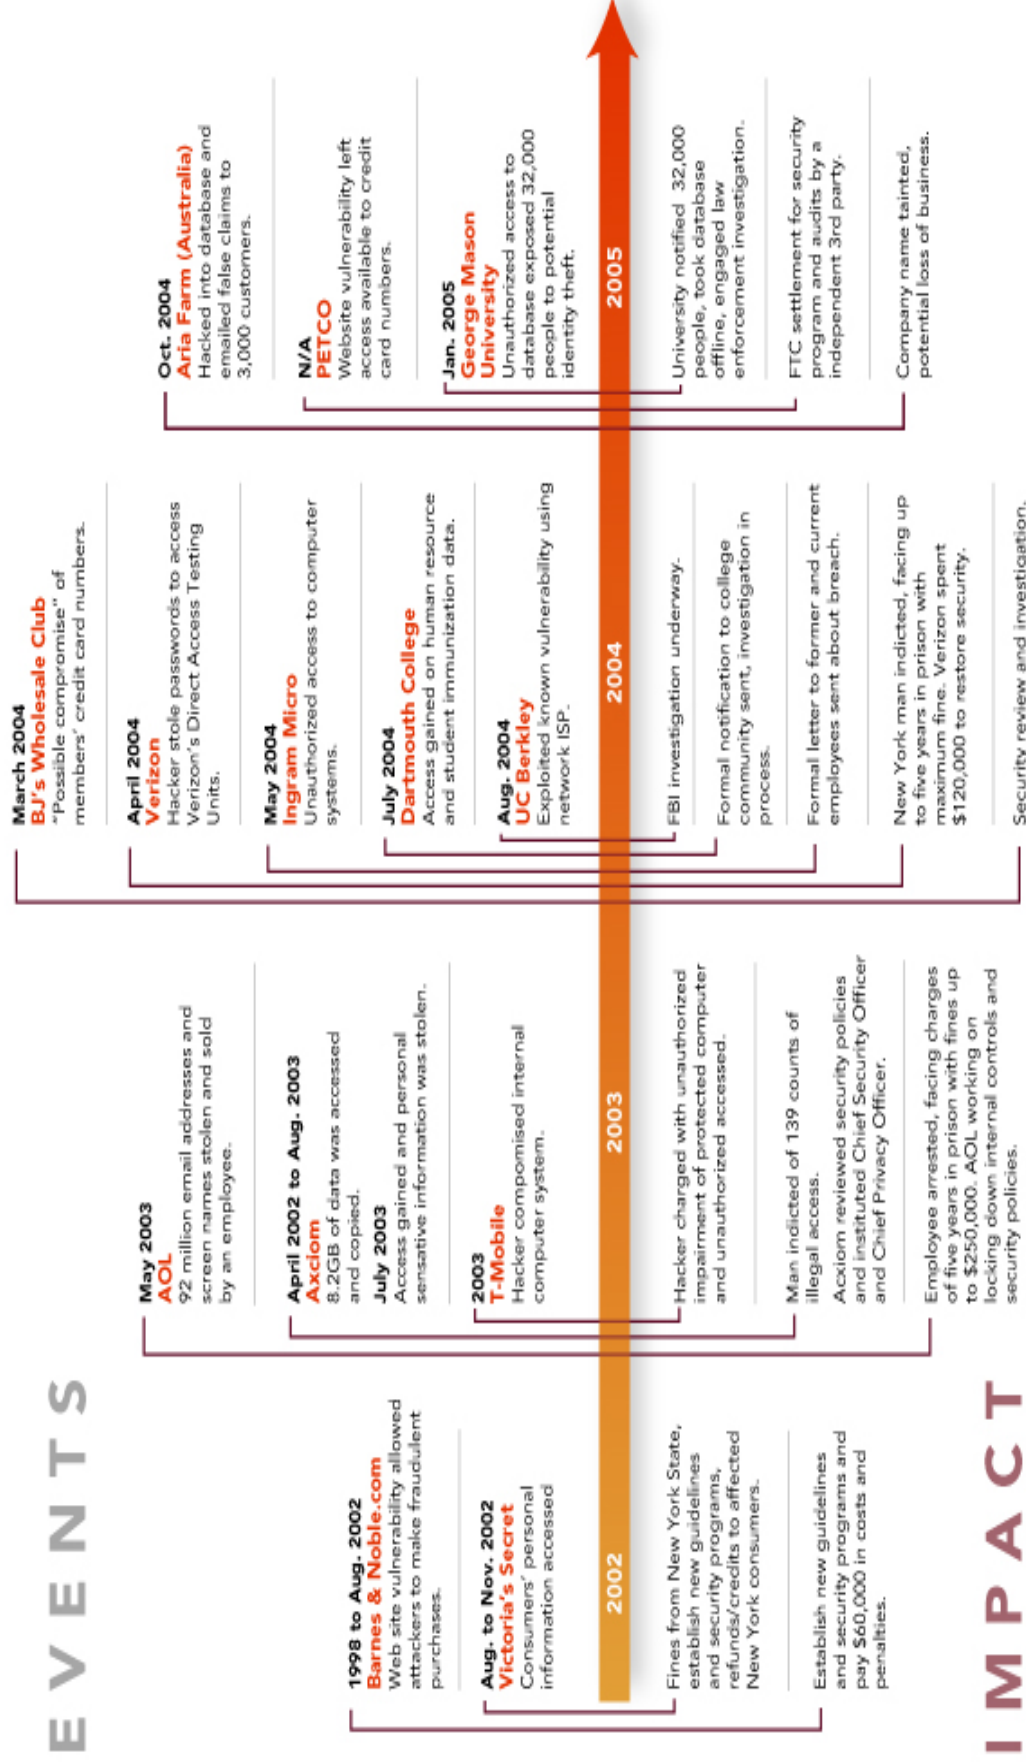 EVENTS
1998 to Aug. 2002
Barnes & Noble.com
Web site vulnerability allowed
attackers to make fraudulent
purchases.
Aug. to Nov. 2002
Victoria's Secret
Consumers' personal
information accessed
May 2003
AOL
92 million email addresses and
screen names stolen and sold
by an employee.
April 2002 to Aug. 2003
Axciom
8.2GB of data was accessed
and copied.
July 2003
Access gained and personal
sensative information was stolen.
2003
T-Mobile
Hacker compomised internal
computer system.
March 2004
BJ's Wholesale Club
"Possible compromise" of
members' credit card numbers.
April 2004
Verizon
Hacker stole passwords to access
Verizon's Direct Access Testing
Units.
May 2004
Ingram Micro
Unauthorized access to computer
systems.
July 2004
Dartmouth College
Access gained on human resource
and student immunization data.
Aug. 2004
UC Berkley
Exploited known vulnerability using
network ISP.
Oct. 2004
Aria Farm (Australia)
Hacked into database and
emailed false claims to
3,000 customers.
N/A
PETCO
Website vulnerability left
access available to credit
card numbers.
Jan. 2005
George Mason
University
Unauthorized access to
database exposed 32,000
people to potential
identity theft.
2002
2003
2004
2005
Fines from New York State,
establish new guidelines
and security programs,
refunds/credits to affected
New York consumers.
Establish new guidelines
and security programs and
pay $60,000 in costs and
penalties.
Hacker charged with unauthorized
impairment of protected computer
and unauthorized accessed.
Man indicted of 139 counts of
illegal access.
Acxiom reviewed security policies
and instituted Chief Security Officer
and Chief Privacy Officer.
Employee arrested, facing charges
of five years in prison with fines up
to $250,000. AOL working on
locking down internal controls and
security policies.
FBI investigation underway.
Formal notification to college
community sent, investigation in
process.
Formal letter to former and current
employees sent about breach.
New York man indicted, facing up
to five years in prison with
maximum fine. Verizon spent
$120,000 to restore security.
Security review and investigation.
University notified 32,000
people, took database
offline, engaged law
enforcement investigation.
FTC settlement for security
program and audits by a
independent 3rd party.
Company name tainted,
potential loss of business.
IMPACT